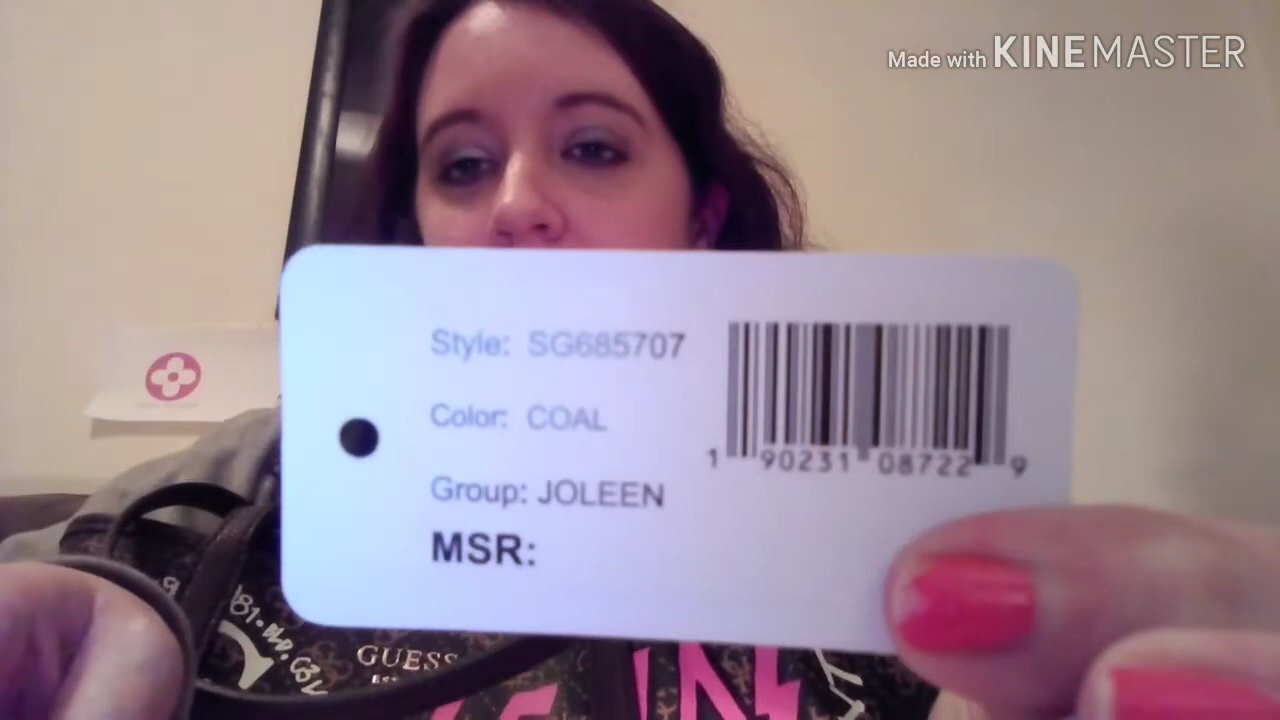 Made with KINEMASTER
Style: SG685707
Color: COAL
Group: JOLEEN
MSR:
1 90231 08722 9
GUESS